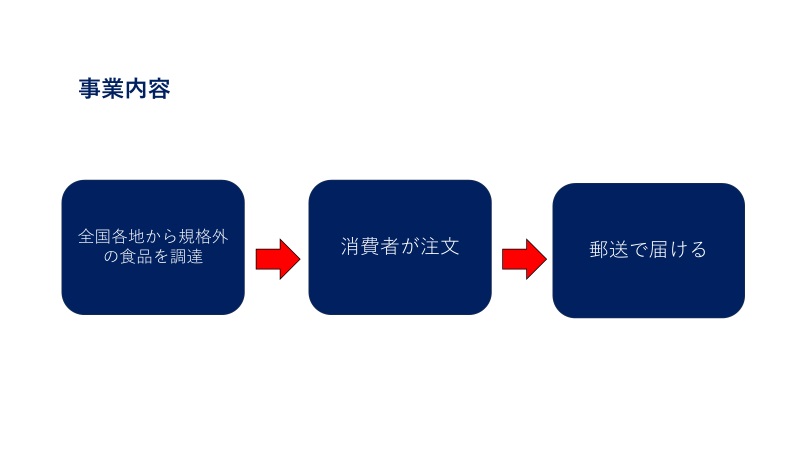 事業内容
全国各地から規格外
の食品を調達
消費者が注文
郵送で届ける